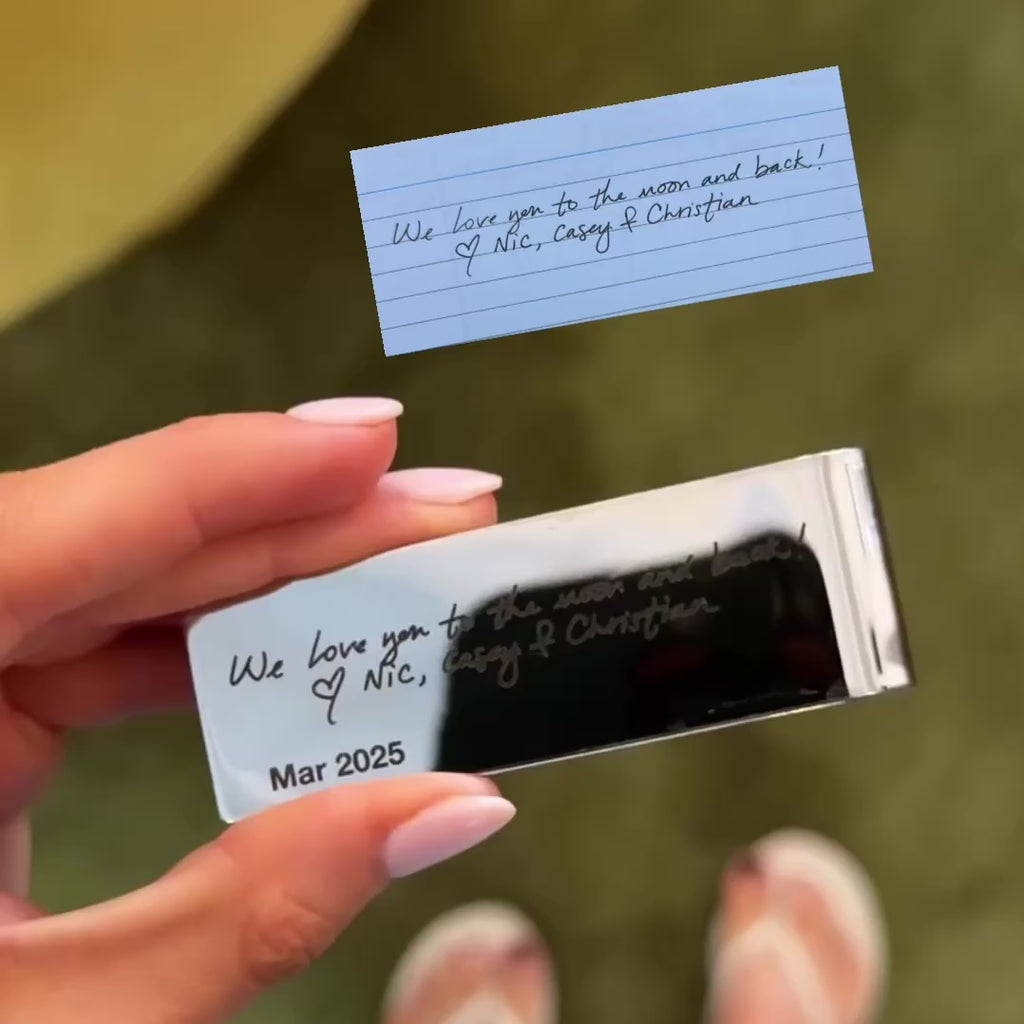 We love you to the moon and back!
♡ Nic, Casey & Christian
We love you to the moon and back!
♡ Nic, Casey & Christian
Mar 2025